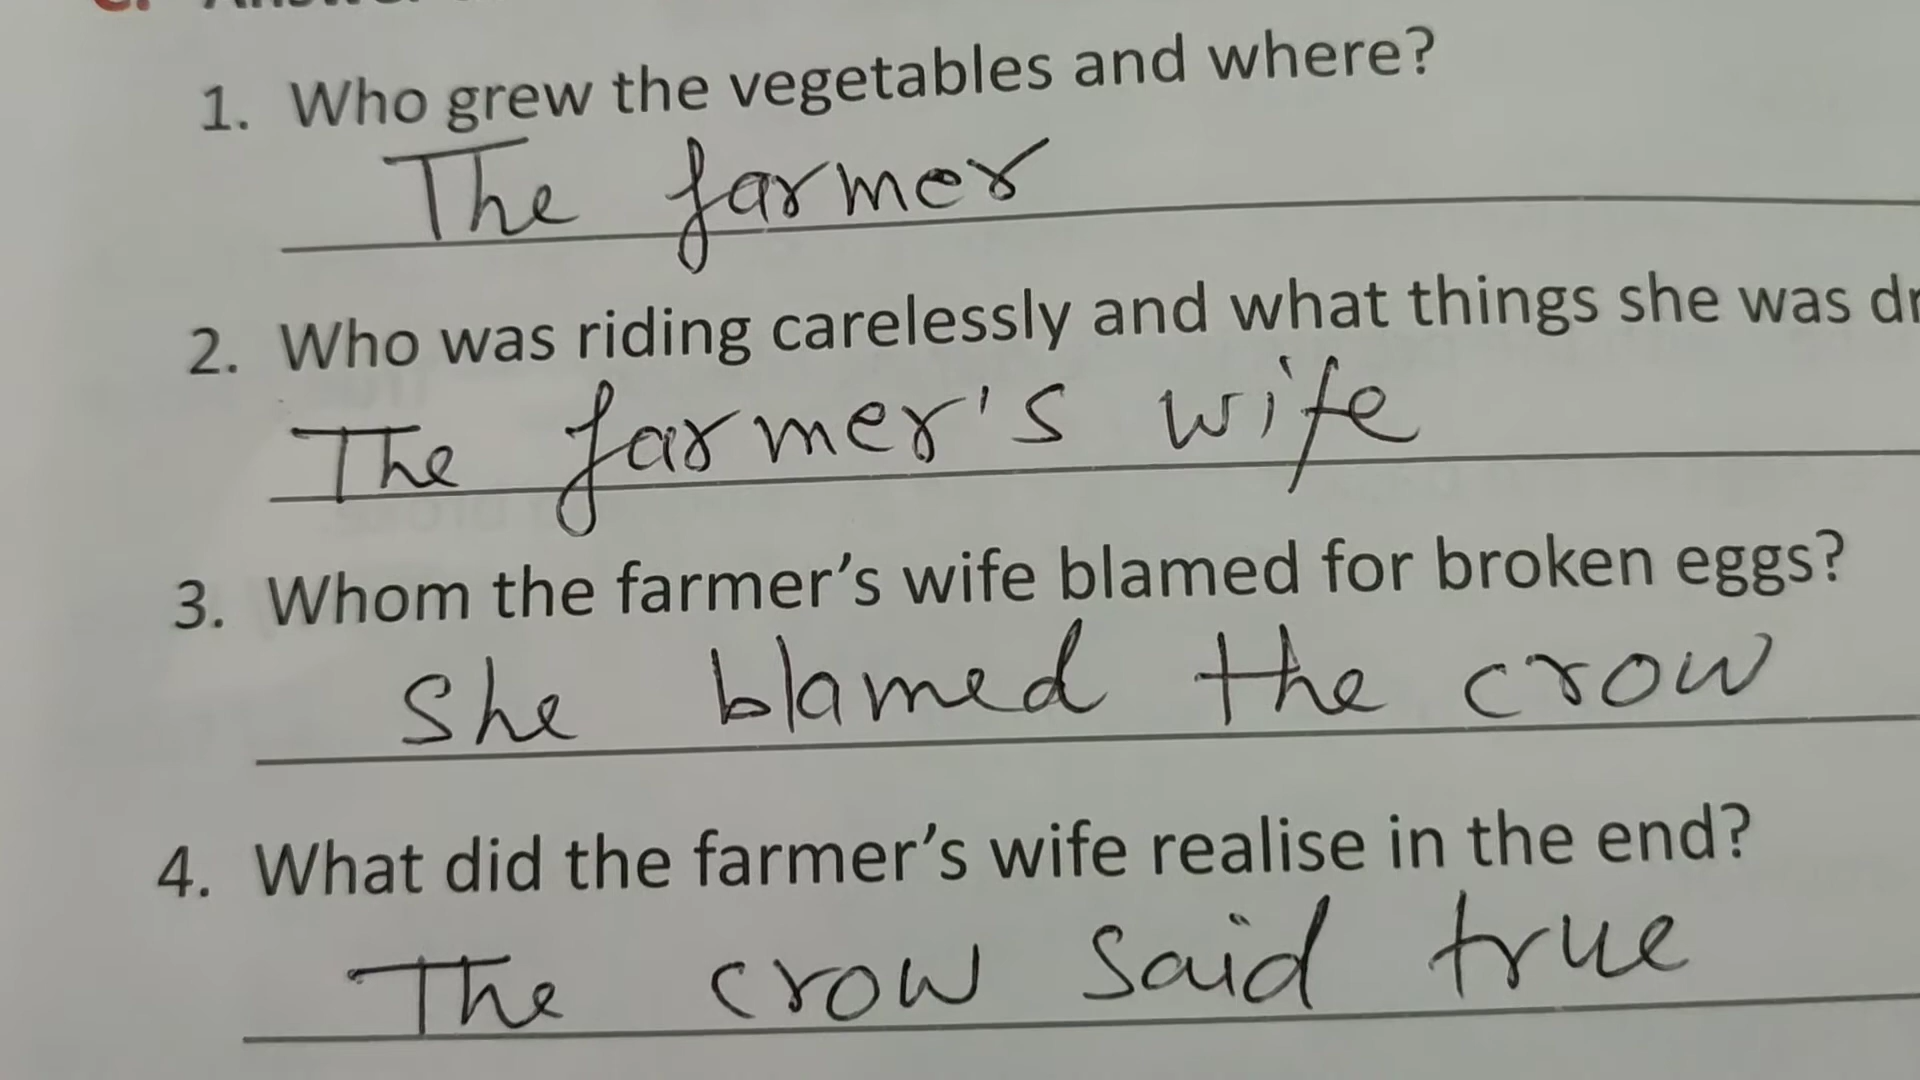 1. Who grew the vegetables and where?
The farmer
2. Who was riding carelessly and what things she was
The farmer's wife
3. Whom the farmer's wife blamed for broken eggs?
She blamed the crow
4. What did the farmer's wife realise in the end?
The crow said true